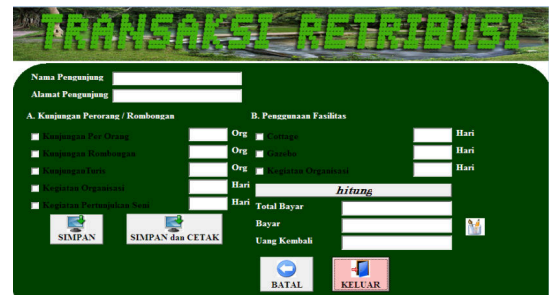 TRANSAKSI RETRIBUSI
Nama Pengunjung
Alamat Pengunjung
A. Kunjungan Perorang / Rombongan
Kunjungan Per Orang Org
Kunjungan Rombongan Org
KunjunganTuris Org
Kegiatan Organisasi Hari
Kegiatan Pertunjukan Seni Hari
SIMPAN
SIMPAN dan CETAK
B. Penggunaan Fasilitas
Cottage Hari
Gazebo Hari
Kegiatan Organisasi Hari
hitung
Total Bayar
Bayar
Uang Kembali
BATAL
KELUAR